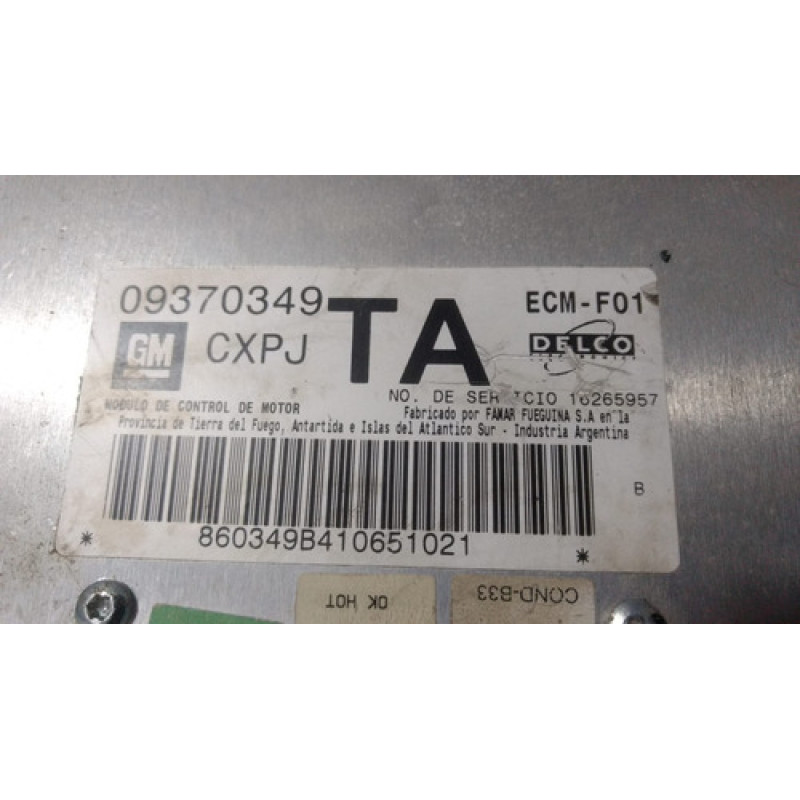 09370349 TA ECM-F01
GM CXPJ DELCO
NO. DE SERVICIO 16265957
MODULO DE CONTROL DE MOTOR Fabricado por FAMAR FUEGUINA S.A en la
Provincia de Tierra del Fuego, Antartida e Islas del Atlantico Sur - Industria Argentina
B
* 860349B410651021 *
OK HOT COND-B33